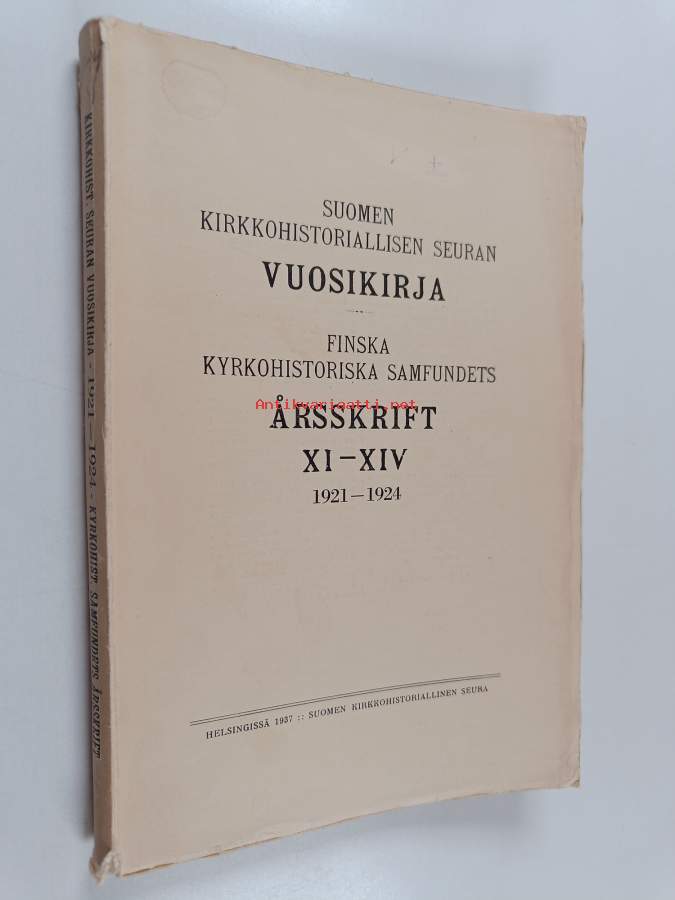 KIRKKOHIST. SEURAN VUOSIKIRJA - 1921—1924 - KYRKOHIST. SAMFUNDETS ÅRSSKRIFT
SUOMEN
KIRKKOHISTORIALLISEN SEURAN
VUOSIKIRJA
FINSKA
KYRKOHISTORISKA SAMFUNDETS
Antikvariaatti.net
ÅRSSKRIFT
XI—XIV
1921—1924
HELSINGISSÄ 1937 :: SUOMEN KIRKKOHISTORIALLINEN SEURA